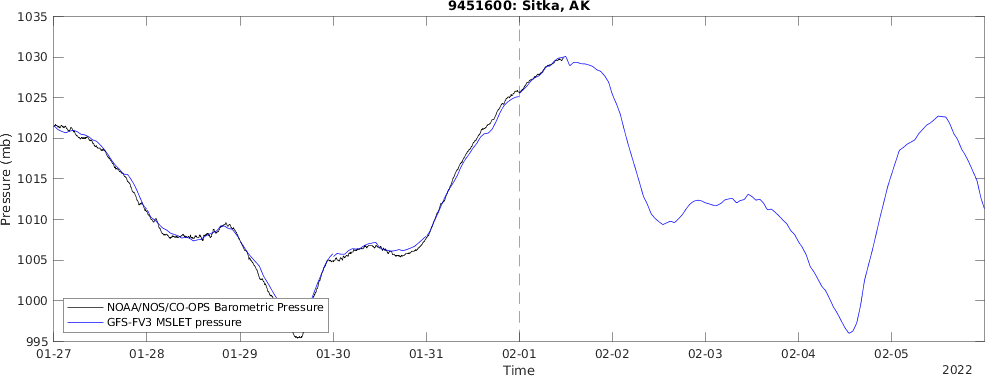 9451600: Sitka, AK
1035
1030
1025
1020
1015
1010
1005
1000
995
Pressure (mb)
NOAA/NOS/CO-OPS Barometric Pressure
GFS-FV3 MSLET pressure
01-27 01-28 01-29 01-30 01-31 02-01 02-02 02-03 02-04 02-05
Time
2022